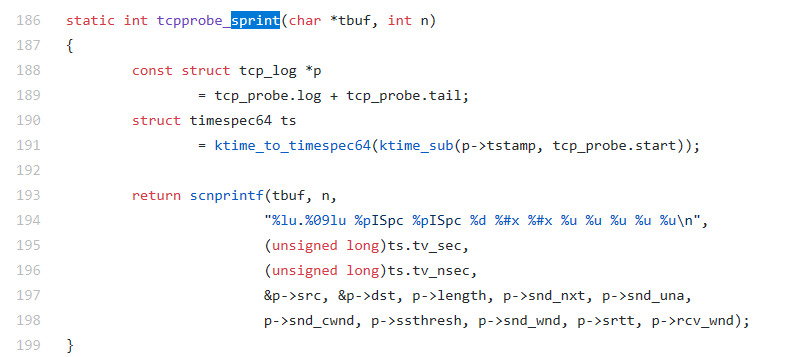 186 static int tcpprobe_sprint(char *tbuf, int n)
187 {
188         const struct tcp_log *p
189                 = tcp_probe.log + tcp_probe.tail;
190         struct timespec64 ts
191                 = ktime_to_timespec64(ktime_sub(p->tstamp, tcp_probe.start));
192
193         return scnprintf(tbuf, n,
194                         "%lu.%09lu %pISpc %pISpc %d %#x %#x %u %u %u %u %u\n",
195                         (unsigned long)ts.tv_sec,
196                         (unsigned long)ts.tv_nsec,
197                         &p->src, &p->dst, p->length, p->snd_nxt, p->snd_una,
198                         p->snd_cwnd, p->ssthresh, p->snd_wnd, p->srtt, p->rcv_wnd);
199 }